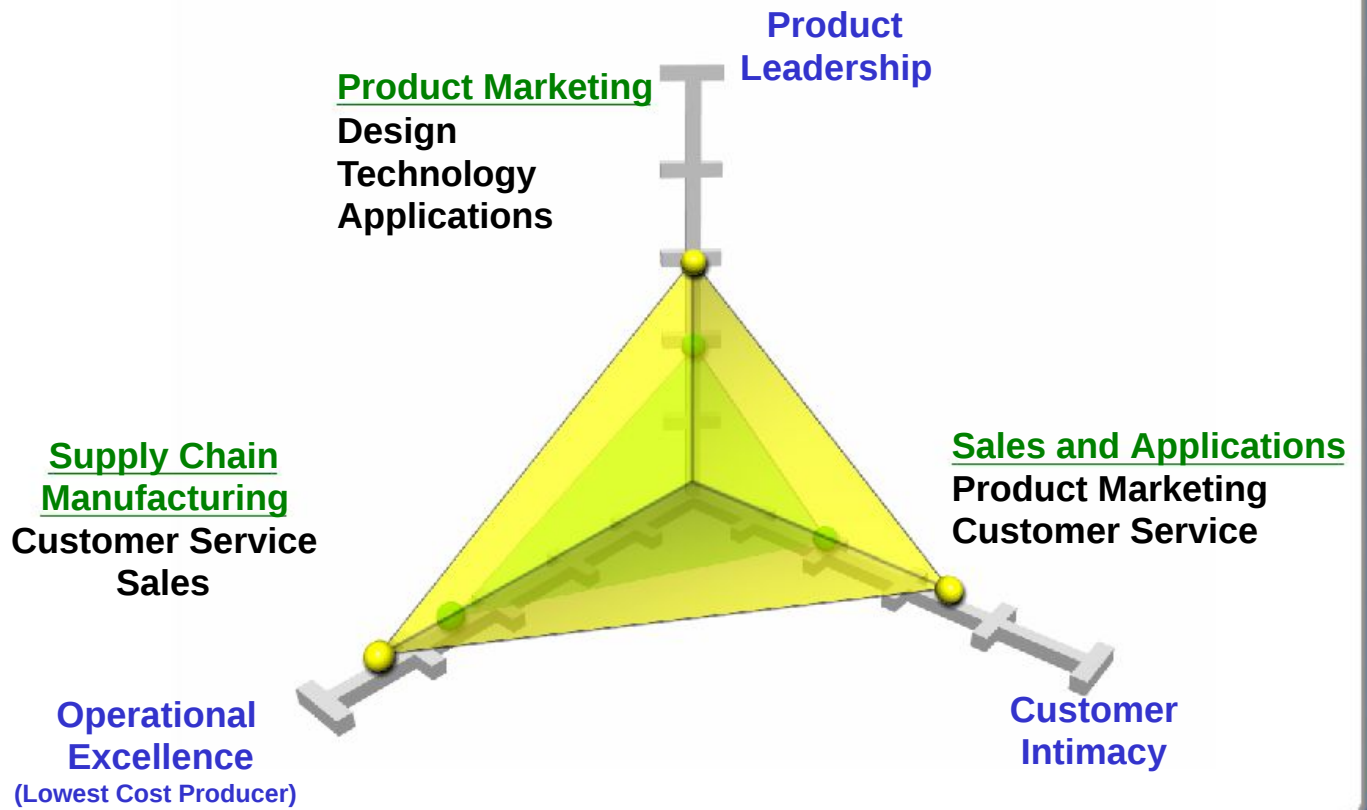 Product
Leadership
Product Marketing
Design
Technology
Applications
Supply Chain
Manufacturing
Customer Service
Sales
Sales and Applications
Product Marketing
Customer Service
Operational
Excellence
(Lowest Cost Producer)
Customer
Intimacy